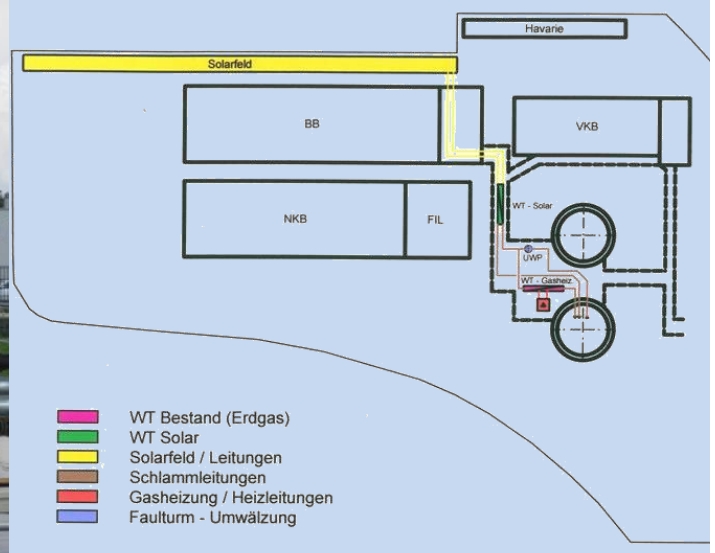 Havarie
Solarfeld
BB
VKB
NKB
FIL
WT - Solar
UWP
WT - Gasheiz.
WT Bestand (Erdgas)
WT Solar
Solarfeld / Leitungen
Schlammleitungen
Gasheizung / Heizleitungen
Faulturm - Umwälzung